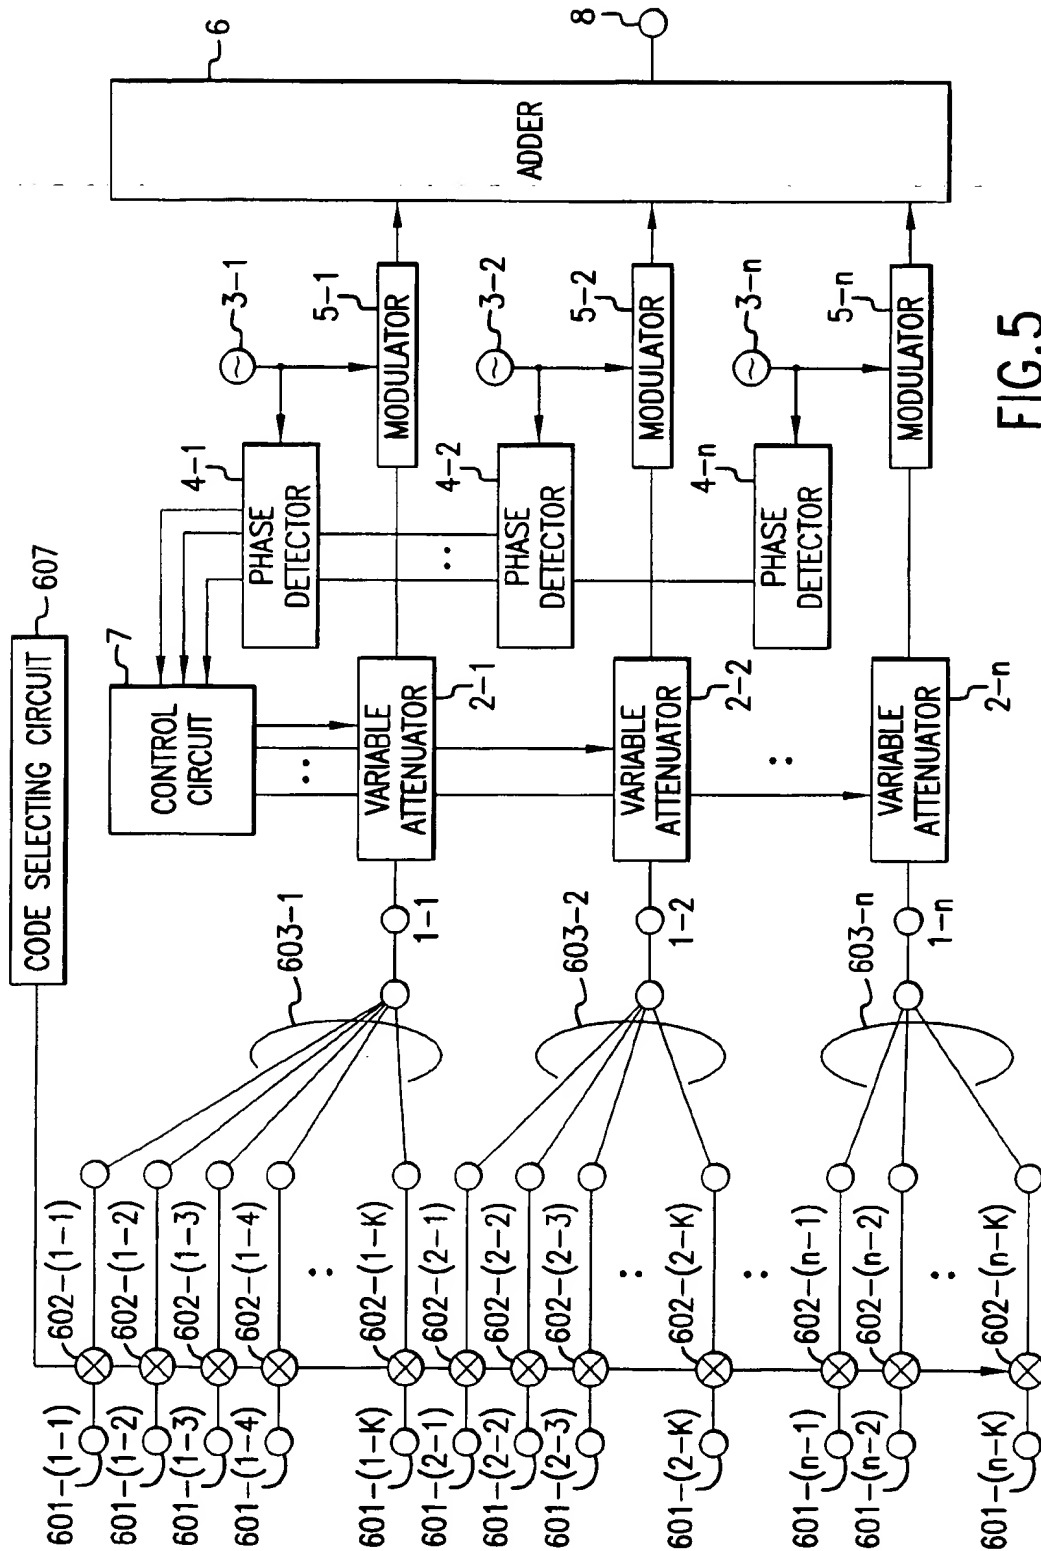 CODE SELECTING CIRCUIT
607
601-(1-1)
602-(1-1)
601-(1-2)
602-(1-2)
601-(1-3)
602-(1-3)
601-(1-4)
602-(1-4)
601-(1-K)
602-(1-K)
601-(2-1)
602-(2-1)
601-(2-2)
602-(2-2)
601-(2-3)
602-(2-3)
601-(2-K)
602-(2-K)
601-(n-1)
602-(n-1)
601-(n-2)
602-(n-2)
601-(n-K)
602-(n-K)
603-1
603-2
603-n
1-1
1-2
1-n
CONTROL
CIRCUIT
7
VARIABLE
ATTENUATOR
2-1
VARIABLE
ATTENUATOR
2-2
VARIABLE
ATTENUATOR
2-n
PHASE
DETECTOR
4-1
PHASE
DETECTOR
4-2
PHASE
DETECTOR
4-n
3-1
3-2
3-n
MODULATOR
5-1
MODULATOR
5-2
MODULATOR
5-n
ADDER
6
8
FIG.5